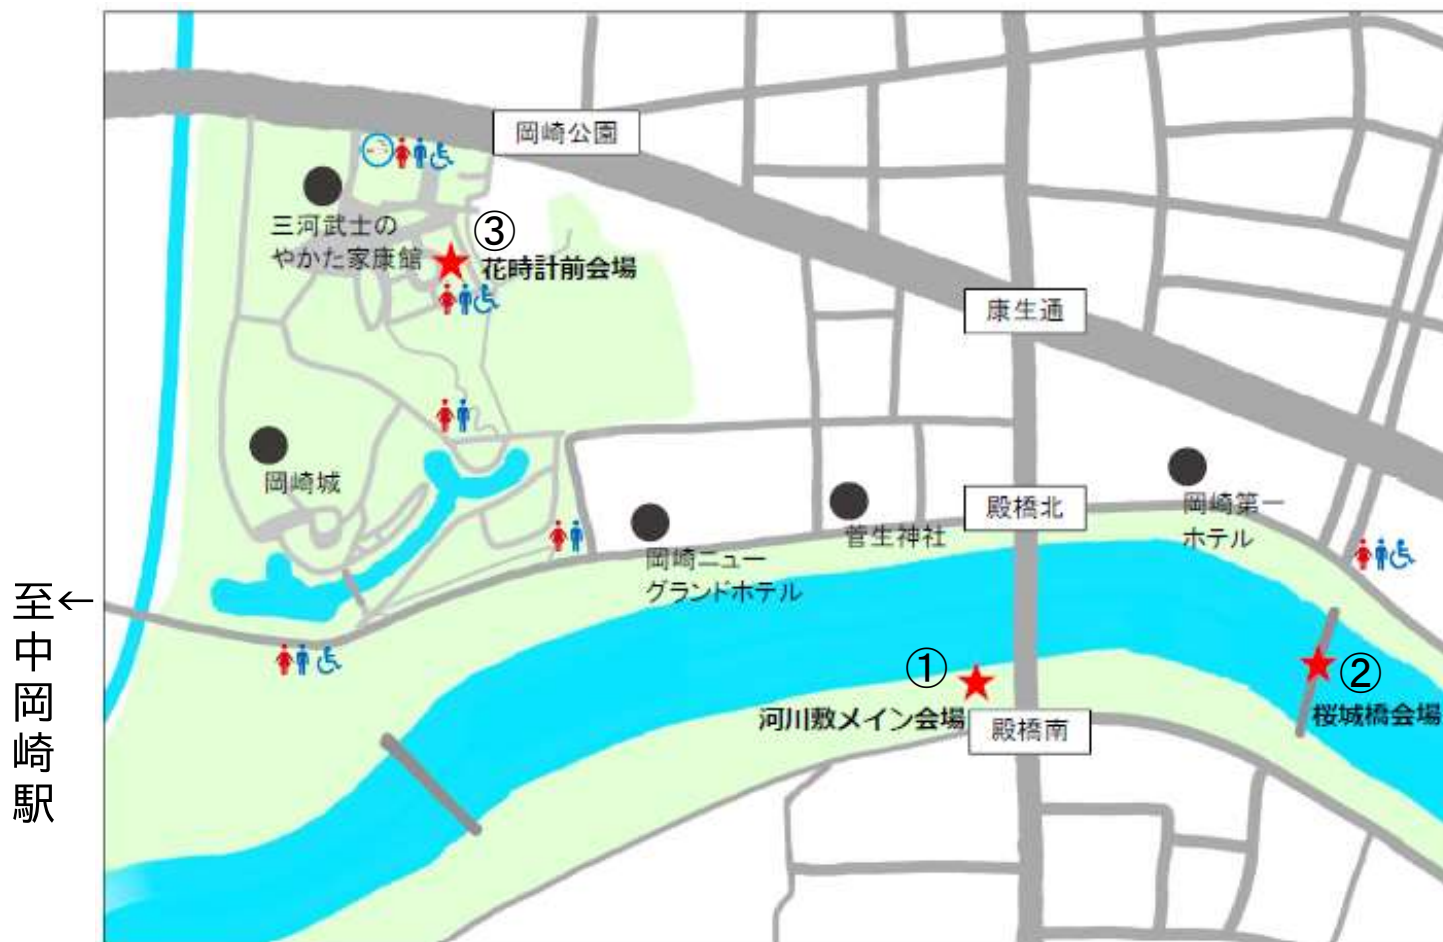 岡崎公園
三河武士の
やかた家康館
③
花時計前会場
康生通
岡崎城
殿橋北
岡崎第一
ホテル
菅生神社
岡崎ニュー
グランドホテル
至←
中岡崎駅
①
河川敷メイン会場
殿橋南
②
桜城橋会場